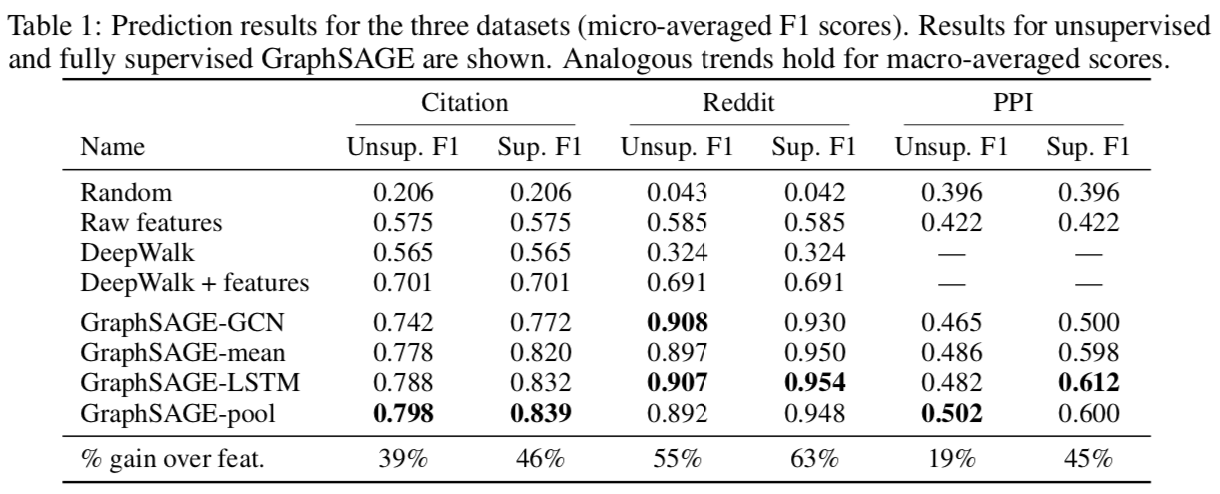 Table 1: Prediction results for the three datasets (micro-averaged F1 scores). Results for unsupervised
and fully supervised GraphSAGE are shown. Analogous trends hold for macro-averaged scores.
Citation Reddit PPI
Name Unsup. F1 Sup. F1 Unsup. F1 Sup. F1 Unsup. F1 Sup. F1
Random 0.206 0.206 0.043 0.042 0.396 0.396
Raw features 0.575 0.575 0.585 0.585 0.422 0.422
DeepWalk 0.565 0.565 0.324 0.324 — —
DeepWalk + features 0.701 0.701 0.691 0.691 — —
GraphSAGE-GCN 0.742 0.772 0.908 0.930 0.465 0.500
GraphSAGE-mean 0.778 0.820 0.897 0.950 0.486 0.598
GraphSAGE-LSTM 0.788 0.832 0.907 0.954 0.482 0.612
GraphSAGE-pool 0.798 0.839 0.892 0.948 0.502 0.600
% gain over feat. 39% 46% 55% 63% 19% 45%